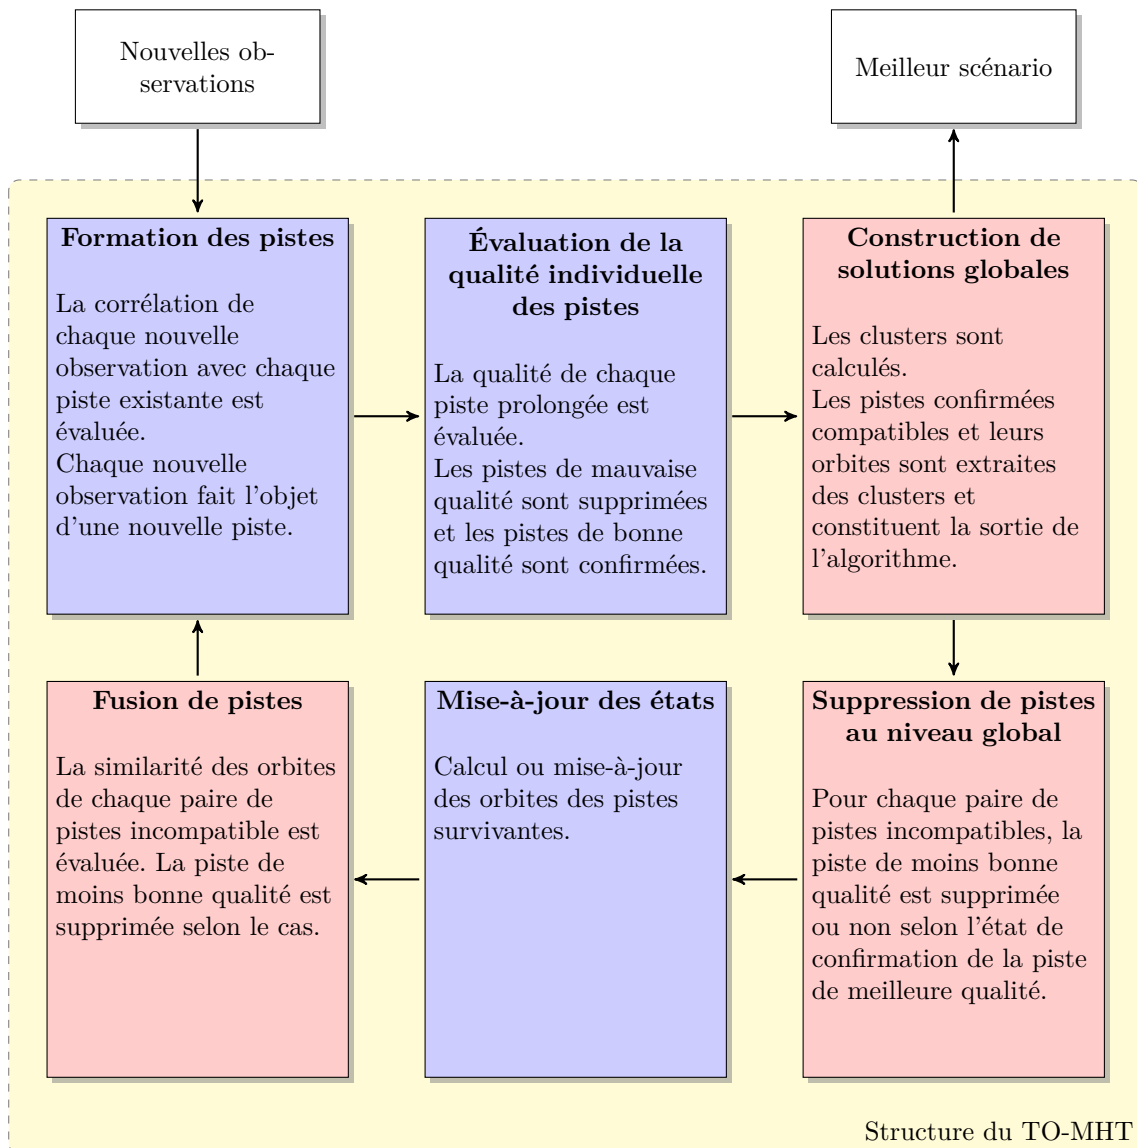 Nouvelles ob-
servations
Meilleur scénario
Formation des pistes
La corrélation de
chaque nouvelle
observation avec chaque
piste existante est
évaluée.
Chaque nouvelle
observation fait l'objet
d'une nouvelle piste.
Évaluation de la
qualité individuelle
des pistes
La qualité de chaque
piste prolongée est
évaluée.
Les pistes de mauvaise
qualité sont supprimées
et les pistes de bonne
qualité sont confirmées.
Construction de
solutions globales
Les clusters sont
calculés.
Les pistes confirmées
compatibles et leurs
orbites sont extraites
des clusters et
constituent la sortie de
l'algorithme.
Fusion de pistes
La similarité des orbites
de chaque paire de
pistes incompatible est
évaluée. La piste de
moins bonne qualité est
supprimée selon le cas.
Mise-à-jour des états
Calcul ou mise-à-jour
des orbites des pistes
survivantes.
Suppression de pistes
au niveau global
Pour chaque paire de
pistes incompatibles, la
piste de moins bonne
qualité est supprimée
ou non selon l'état de
confirmation de la piste
de meilleure qualité.
Structure du TO-MHT